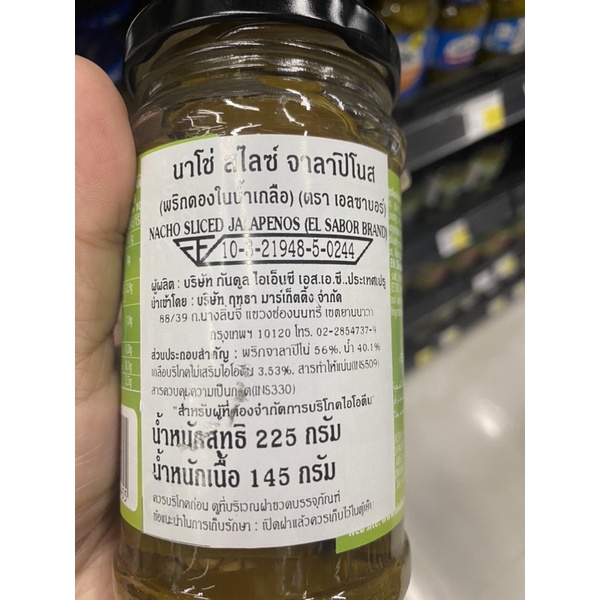 นาโช่ สไลซ์ จาลาปิโนส
(พริกดองในน้ำเกลือ) (ตรา เอลซาบอร์)
NACHO SLICED JALAPENOS (EL SABOR BRAND)
10-3-21948-5-0244
ผู้ผลิต : บริษัท กันดูล ไอเอ็นซี เอส.เอ.ซี.,ประเทศเปรู
นำเข้าโดย : บริษัท ฤทธา มาร์เก็ตติ้ง จำกัด
88/39 ถ.นางลิ้นจี่ แขวงช่องนนทรี เขตยานนาวา
กรุงเทพฯ 10120 โทร. 02-2854737-9
ส่วนประกอบสำคัญ : พริกจาลาปิโน่ 56%, น้ำ 40.1%
เกลือบริโภคไม่เสริมไอโอดีน 3.53%, สารทำให้แน่น(INS509)
สารควบคุมความเป็นกรด(INS330)
"สำหรับผู้ที่ต้องจำกัดการบริโภคไอโอดีน"
น้ำหนักสุทธิ 225 กรัม
น้ำหนักเนื้อ 145 กรัม
ควรบริโภคก่อน ดูที่บริเวณฝาขวดบรรจุภัณฑ์
ข้อแนะนำในการเก็บรักษา : เปิดฝาแล้วควรเก็บไว้ในตู้เย็น